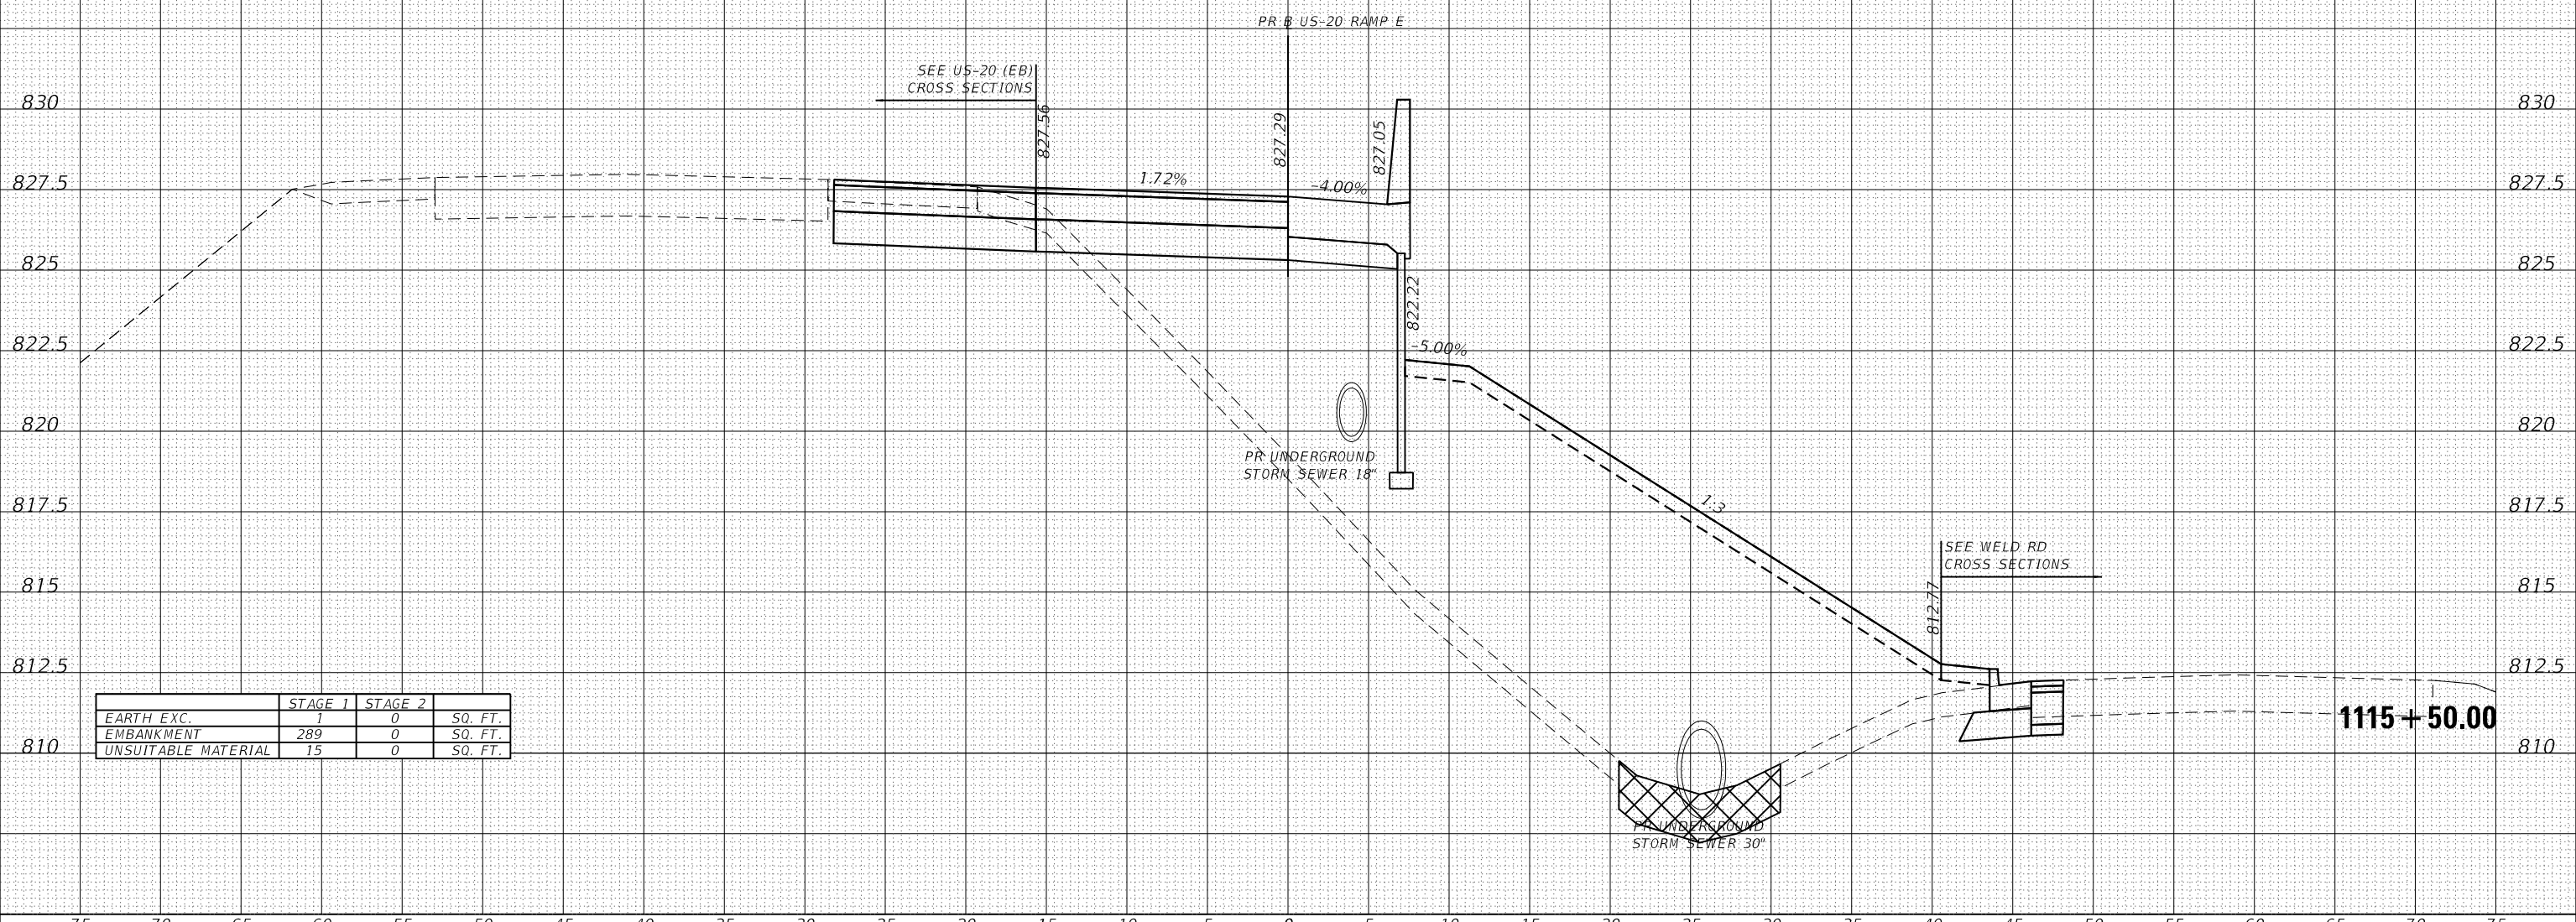 PR B US-20 RAMP E
SEE US-20 (EB)
CROSS SECTIONS
830
827.56
827.29
827.05
830
827.5
1.72%
-4.00%
827.5
825
822.22
825
822.5
-5.00%
822.5
820
820
PR UNDERGROUND
STORM SEWER 18"
817.5
1:3
817.5
SEE WELD RD
CROSS SECTIONS
815
812.77
815
812.5
812.5
STAGE 1 STAGE 2
EARTH EXC. 1 0 SQ. FT.
EMBANKMENT 289 0 SQ. FT.
UNSUITABLE MATERIAL 15 0 SQ. FT.
1115+50.00
810
810
PR UNDERGROUND
STORM SEWER 30"